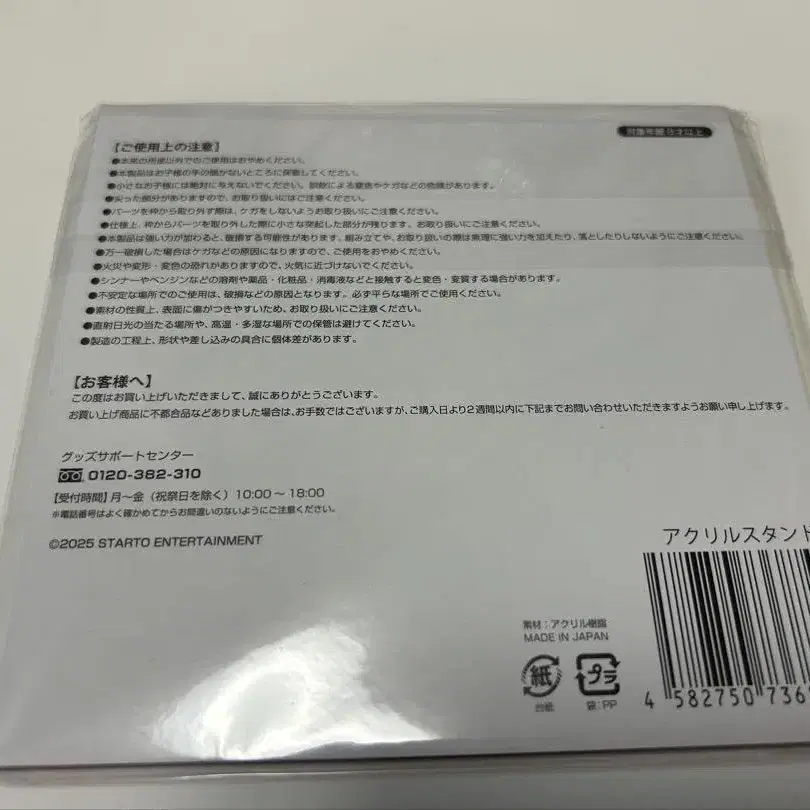 対象年齢8才以上
【ご使用上の注意】
●本来の用途以外でのご使用はおやめください。
●本製品はお子様の手の届かないところに保管してください。
●小さなお子様には絶対に与えないでください。誤飲による窒息やケガなどの危険があります。
●尖った部分がありますので、お取り扱いにはご注意ください。
●パーツを枠から取り外す際は、ケガをしないようお取り扱いにご注意ください。
●仕様上、枠からパーツを取り外した際に小さな突起した部分が残ります。お取り扱いにご注意ください。
●本製品は強い力が加わると、破損する可能性があります。組み立てや、お取り扱いの際は無理に強い力を加えたり、落としたりしないようにご注意ください。
●万一破損した場合はケガなどの原因になりますので、ご使用をおやめください。
●火災や変形・変色の恐れがありますので、火気に近づけないでください。
●シンナーやベンジンなどの溶剤や薬品・化粧品・消毒液などと接触すると変色・変質する場合があります。
●不安定な場所でのご使用は、破損などの原因となります。必ず平らな場所でご使用ください。
●素材の性質上、表面に傷がつきやすいため、お取り扱いにご注意ください。
●直射日光の当たる場所や、高温・多湿な場所での保管は避けてください。
●製造の工程上、形状や差し込みの具合に個体差があります。
【お客様へ】
この度はお買い上げいただきまして、誠にありがとうございます。
お買い上げ商品に不都合品などありました場合は、お手数ではございますが、ご購入日より2週間以内に下記までお問い合わせいただきますようお願い申し上げます。
グッズサポートセンター
0120-382-310
【受付時間】月～金（祝祭日を除く）10:00～18:00
※電話番号はよく確かめてからお間違いのないようにご注意ください。
©2025 STARTO ENTERTAINMENT
アクリルスタンド
素材：アクリル樹脂
MADE IN JAPAN
紙
プラ
台紙
袋:PP
4 582750 736